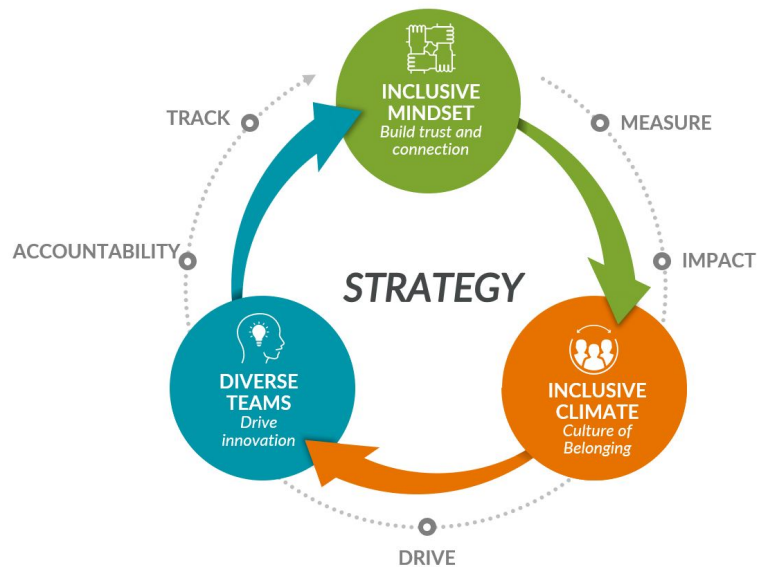 INCLUSIVE
MINDSET
Build trust and
connection
TRACK
MEASURE
ACCOUNTABILITY
IMPACT
STRATEGY
DIVERSE
TEAMS
Drive
innovation
INCLUSIVE
CLIMATE
Culture of
Belonging
DRIVE